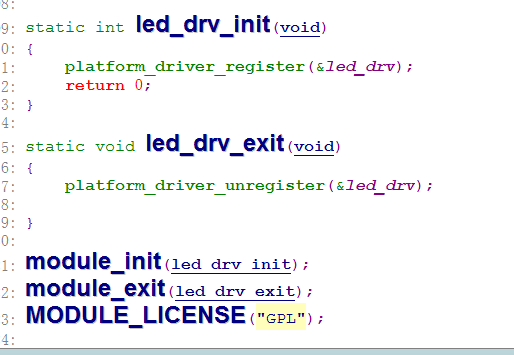 8:
9: static int led_drv_init(void)
0: {
1:     platform_driver_register(&led_drv);
2:     return 0;
3: }
4:
5: static void led_drv_exit(void)
6: {
7:     platform_driver_unregister(&led_drv);
8:
9: }
0:
1: module_init(led_drv_init);
2: module_exit(led_drv_exit);
3: MODULE_LICENSE("GPL");
4: